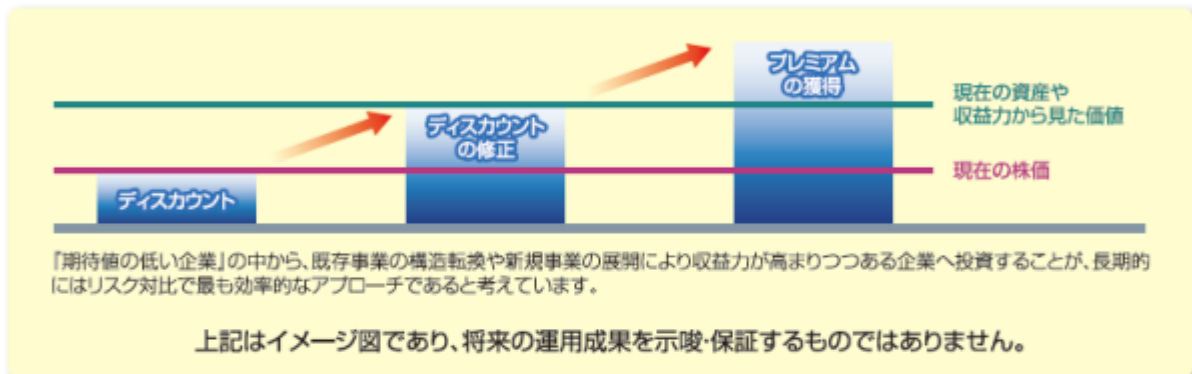 プレミアム
の獲得
現在の資産や
収益力から見た価値
ディスカウント
の修正
現在の株価
ディスカウント
『期待値の低い企業』の中から、既存事業の構造転換や新規事業の展開により収益力が高まりつつある企業へ投資することが、長期的
にはリスク対比で最も効率的なアプローチであると考えています。
上記はイメージ図であり、将来の運用成果を示唆・保証するものではありません。